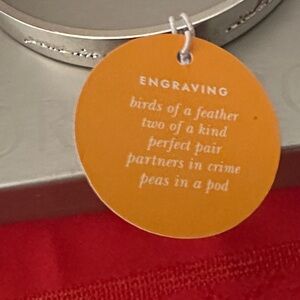 ENGRAVING
birds of a feather
two of a kind
perfect pair
partners in crime
peas in a pod